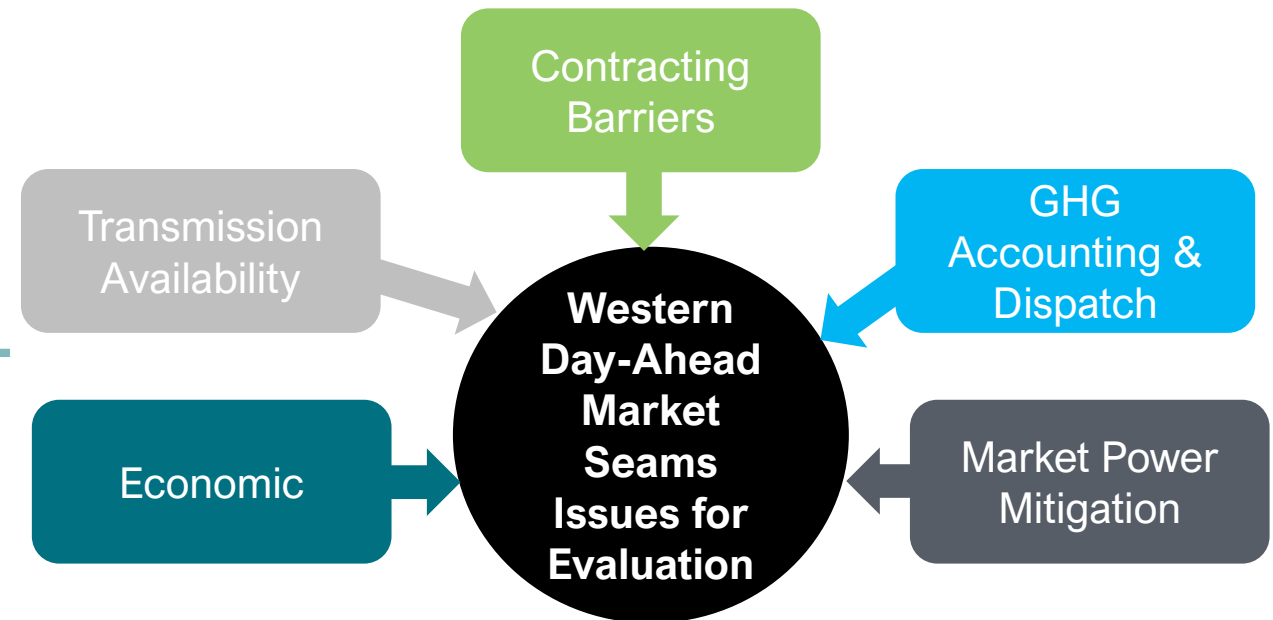 Contracting
Barriers
Transmission
Availability
GHG
Accounting &
Dispatch
Western
Day-Ahead
Market
Seams
Issues for
Evaluation
Economic
Market Power
Mitigation